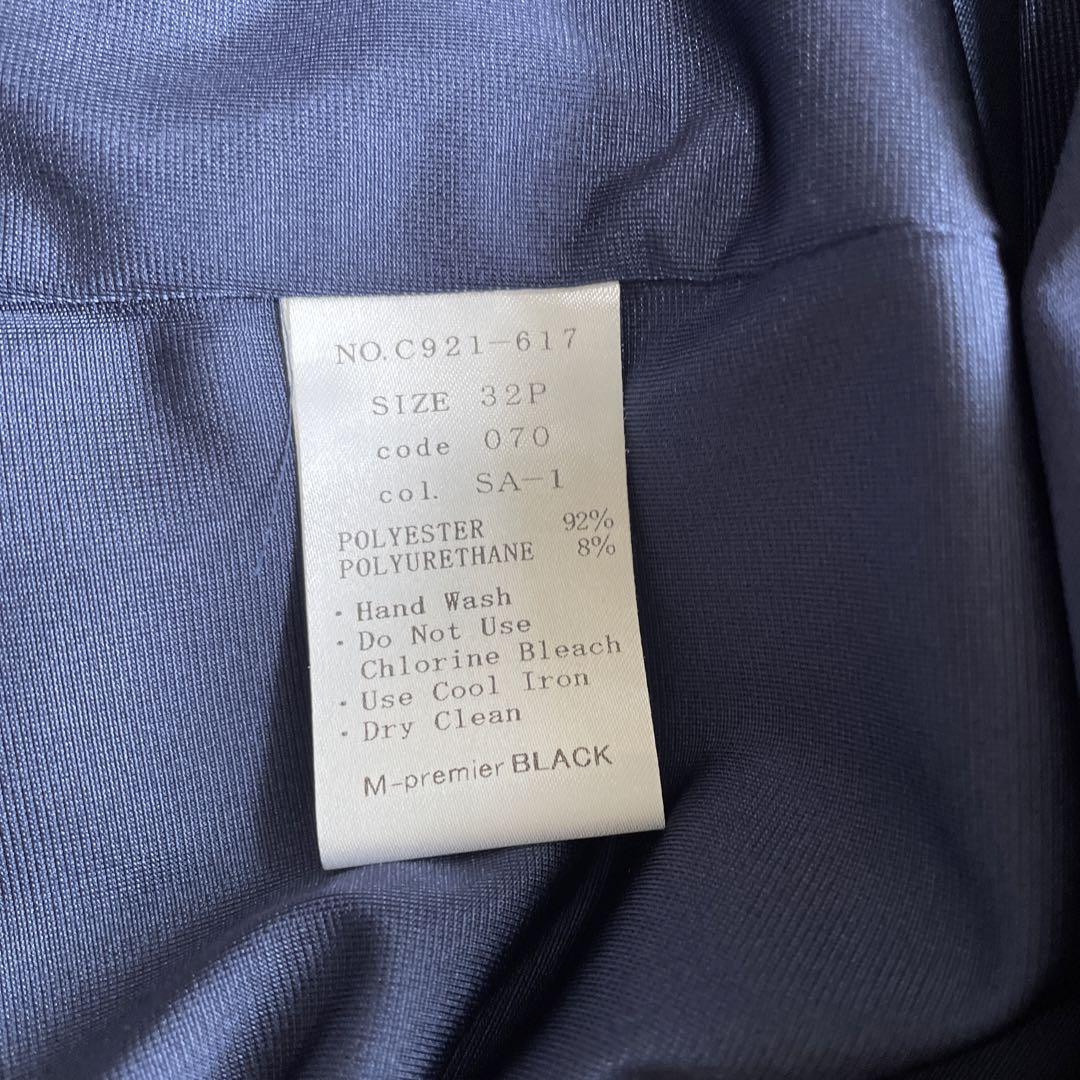 NO.C921-617
SIZE 32P
code 070
col. SA-1
POLYESTER 92%
POLYURETHANE 8%
・Hand Wash
・Do Not Use
Chlorine Bleach
・Use Cool Iron
・Dry Clean
M-premier BLACK